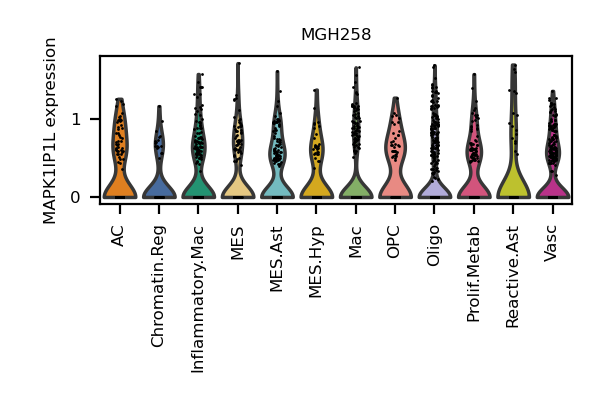 MGH258
MAPK1IP1L expression
1
0
AC
Chromatin.Reg
Inflammatory.Mac
MES
MES.Ast
MES.Hyp
Mac
OPC
Oligo
Prolif.Metab
Reactive.Ast
Vasc